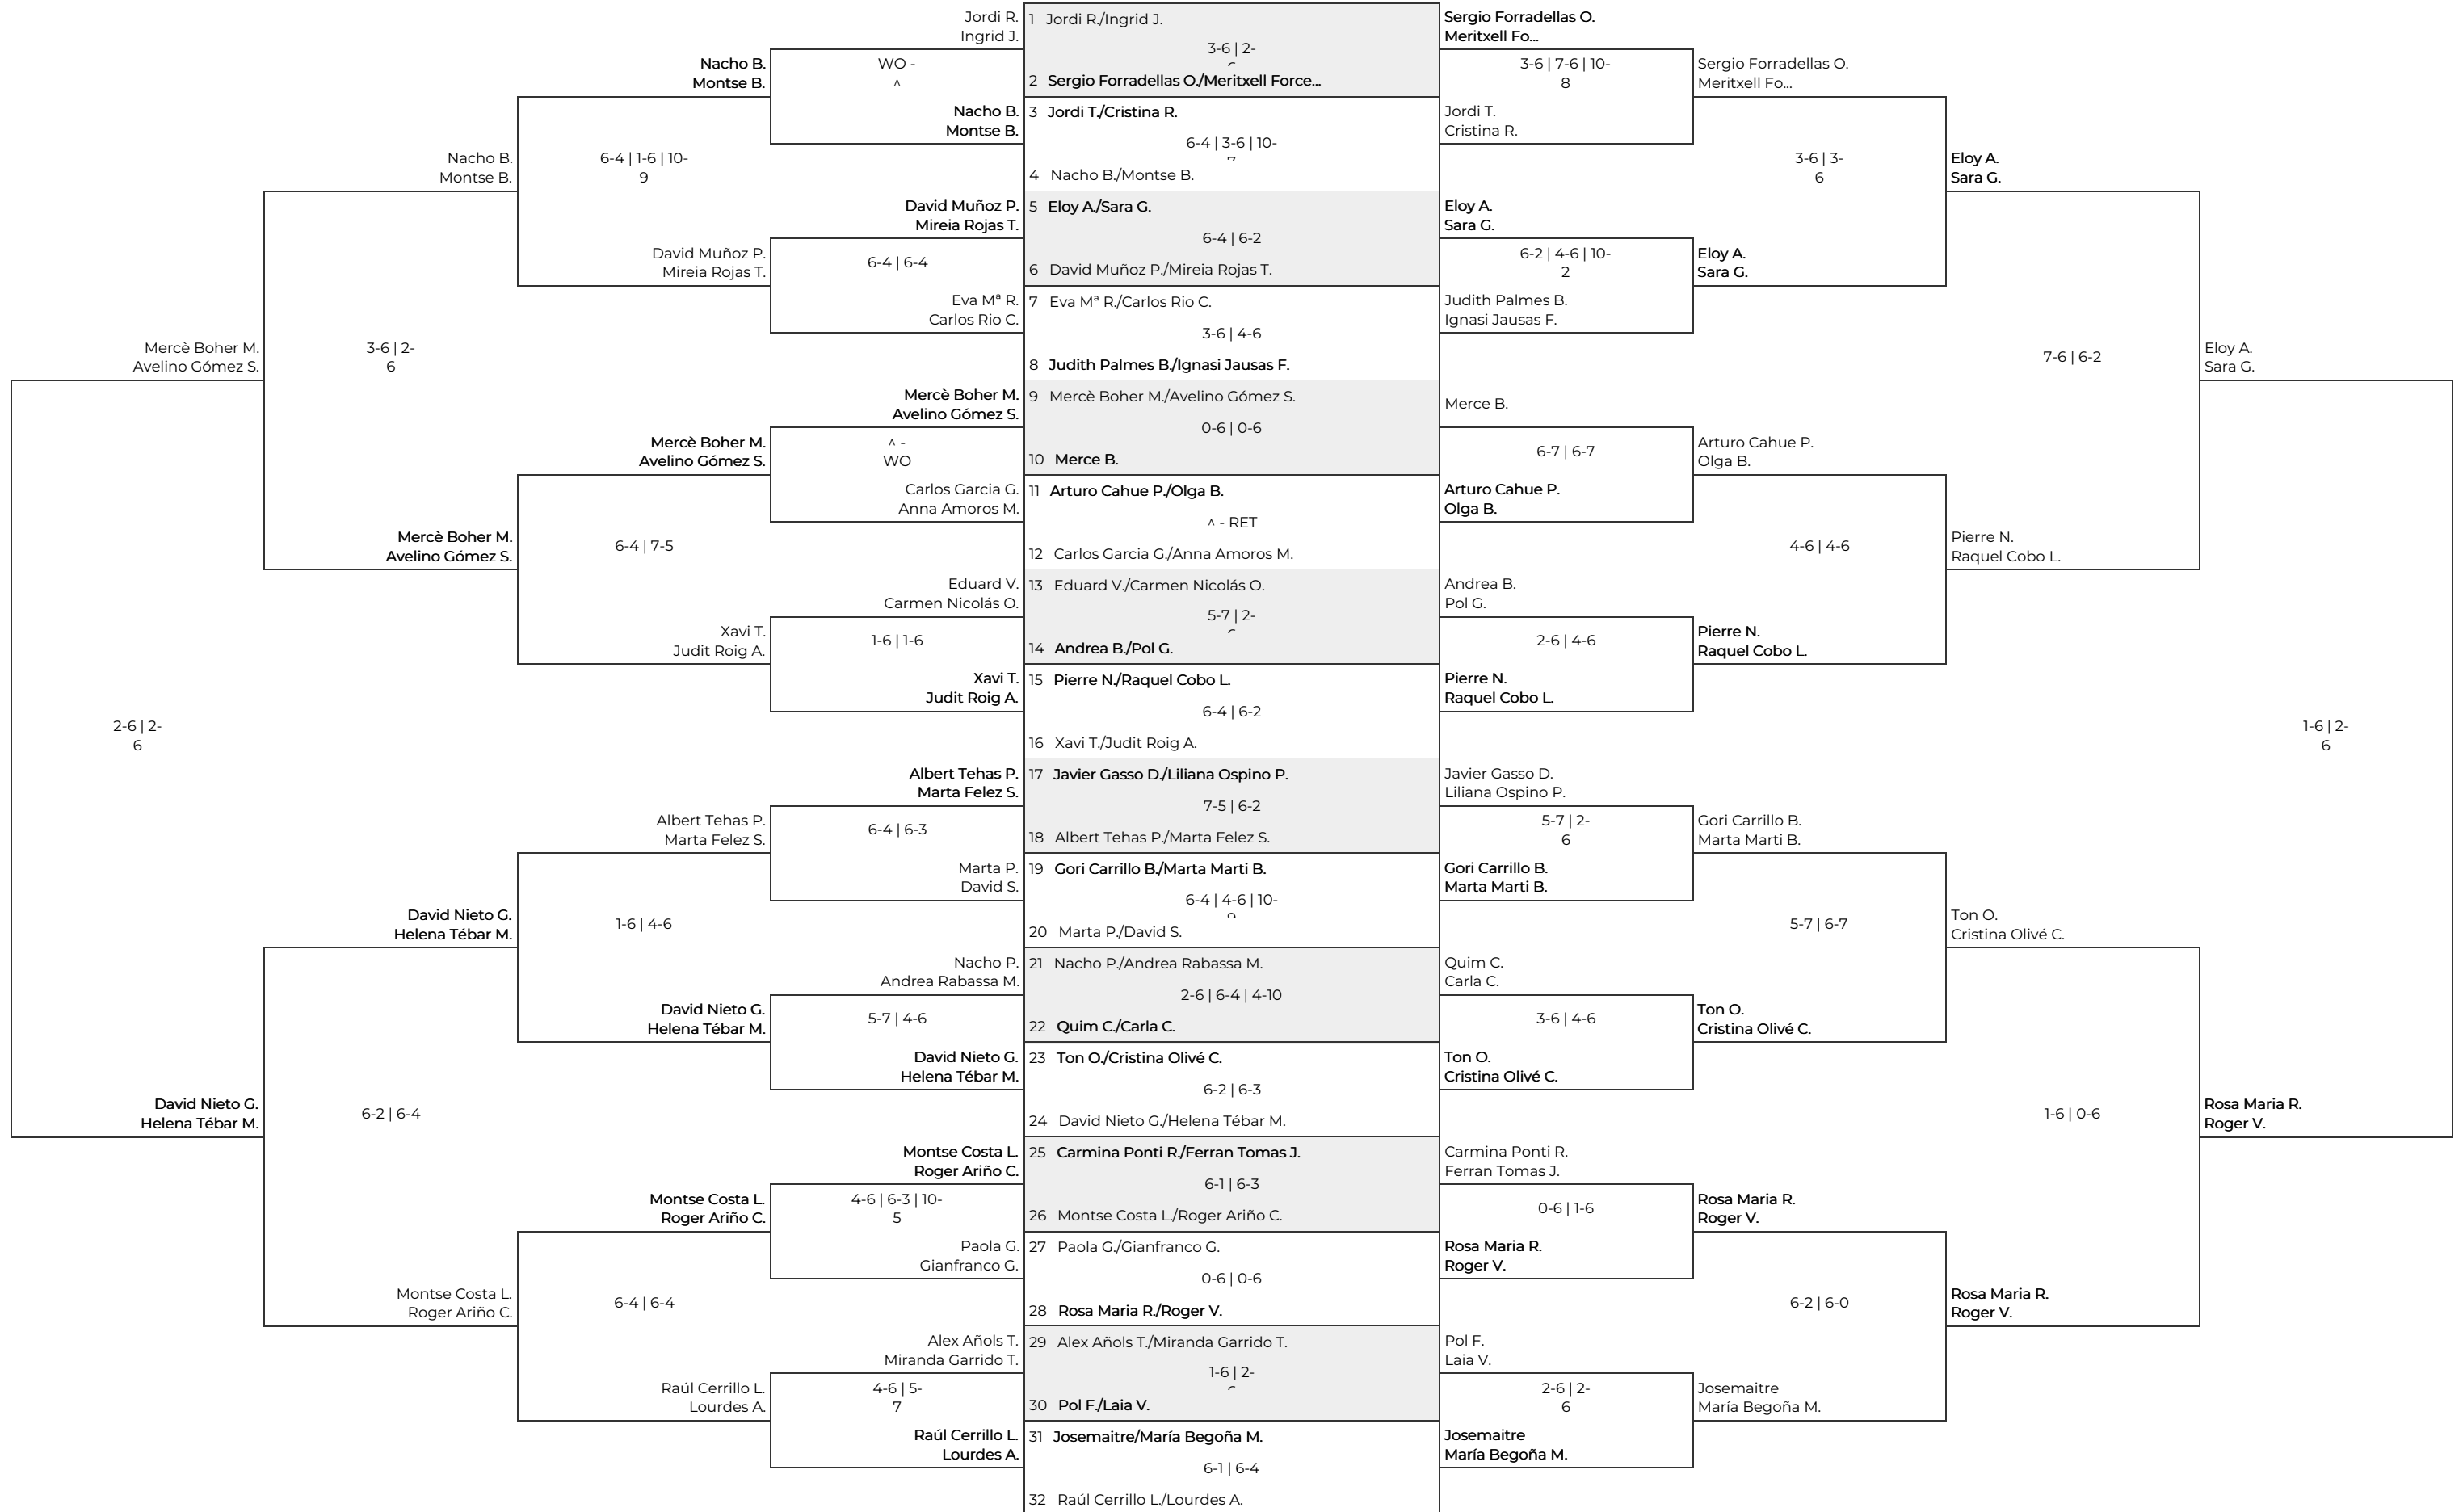 Mercè Boher M.
Avelino Gómez S.
2-6 | 2-
6
David Nieto G.
Helena Tébar M.
Nacho B.
Montse B.
3-6 | 2-
6
Mercè Boher M.
Avelino Gómez S.
David Nieto G.
Helena Tébar M.
6-2 | 6-4
Montse Costa L.
Roger Ariño C.
Nacho B.
Montse B.
6-4 | 1-6 | 10-
9
David Muñoz P.
Mireia Rojas T.
Mercè Boher M.
Avelino Gómez S.
6-4 | 7-5
Xavi T.
Judit Roig A.
Albert Tehas P.
Marta Felez S.
1-6 | 4-6
David Nieto G.
Helena Tébar M.
Montse Costa L.
Roger Ariño C.
6-4 | 6-4
Raúl Cerrillo L.
Lourdes A.
Jordi R.
Ingrid J.
WO -
^
Nacho B.
Montse B.
David Muñoz P.
Mireia Rojas T.
6-4 | 6-4
Eva Mª R.
Carlos Rio C.
Mercè Boher M.
Avelino Gómez S.
^ -
WO
Carlos Garcia G.
Anna Amoros M.
Eduard V.
Carmen Nicolás O.
1-6 | 1-6
Xavi T.
Judit Roig A.
Albert Tehas P.
Marta Felez S.
6-4 | 6-3
Marta P.
David S.
Nacho P.
Andrea Rabassa M.
5-7 | 4-6
David Nieto G.
Helena Tébar M.
Montse Costa L.
Roger Ariño C.
4-6 | 6-3 | 10-
5
Paola G.
Gianfranco G.
Alex Añols T.
Miranda Garrido T.
4-6 | 5-
7
Raúl Cerrillo L.
Lourdes A.
1 Jordi R./Ingrid J.
3-6 | 2-
2 Sergio Forradellas O./Meritxell Force...
3 Jordi T./Cristina R.
6-4 | 3-6 | 10-
4 Nacho B./Montse B.
5 Eloy A./Sara G.
6-4 | 6-2
6 David Muñoz P./Mireia Rojas T.
7 Eva Mª R./Carlos Rio C.
3-6 | 4-6
8 Judith Palmes B./Ignasi Jausas F.
9 Mercè Boher M./Avelino Gómez S.
0-6 | 0-6
10 Merce B.
11 Arturo Cahue P./Olga B.
^ - RET
12 Carlos Garcia G./Anna Amoros M.
13 Eduard V./Carmen Nicolás O.
5-7 | 2-
14 Andrea B./Pol G.
15 Pierre N./Raquel Cobo L.
6-4 | 6-2
16 Xavi T./Judit Roig A.
17 Javier Gasso D./Liliana Ospino P.
7-5 | 6-2
18 Albert Tehas P./Marta Felez S.
19 Gori Carrillo B./Marta Marti B.
6-4 | 4-6 | 10-
20 Marta P./David S.
21 Nacho P./Andrea Rabassa M.
2-6 | 6-4 | 4-10
22 Quim C./Carla C.
23 Ton O./Cristina Olivé C.
6-2 | 6-3
24 David Nieto G./Helena Tébar M.
25 Carmina Ponti R./Ferran Tomas J.
6-1 | 6-3
26 Montse Costa L./Roger Ariño C.
27 Paola G./Gianfranco G.
0-6 | 0-6
28 Rosa Maria R./Roger V.
29 Alex Añols T./Miranda Garrido T.
1-6 | 2-
30 Pol F./Laia V.
31 Josemaitre/María Begoña M.
6-1 | 6-4
32 Raúl Cerrillo L./Lourdes A.
Sergio Forradellas O.
Meritxell Fo...
3-6 | 7-6 | 10-
8
Jordi T.
Cristina R.
Eloy A.
Sara G.
6-2 | 4-6 | 10-
2
Judith Palmes B.
Ignasi Jausas F.
Merce B.
6-7 | 6-7
Arturo Cahue P.
Olga B.
Andrea B.
Pol G.
2-6 | 4-6
Pierre N.
Raquel Cobo L.
Javier Gasso D.
Liliana Ospino P.
5-7 | 2-
6
Gori Carrillo B.
Marta Marti B.
Quim C.
Carla C.
3-6 | 4-6
Ton O.
Cristina Olivé C.
Carmina Ponti R.
Ferran Tomas J.
0-6 | 1-6
Rosa Maria R.
Roger V.
Pol F.
Laia V.
2-6 | 2-
6
Josemaitre
María Begoña M.
Sergio Forradellas O.
Meritxell Fo...
3-6 | 3-
6
Eloy A.
Sara G.
Arturo Cahue P.
Olga B.
4-6 | 4-6
Pierre N.
Raquel Cobo L.
Gori Carrillo B.
Marta Marti B.
5-7 | 6-7
Ton O.
Cristina Olivé C.
Rosa Maria R.
Roger V.
6-2 | 6-0
Josemaitre
María Begoña M.
Eloy A.
Sara G.
7-6 | 6-2
Pierre N.
Raquel Cobo L.
Ton O.
Cristina Olivé C.
1-6 | 0-6
Rosa Maria R.
Roger V.
Eloy A.
Sara G.
1-6 | 2-
6
Rosa Maria R.
Roger V.